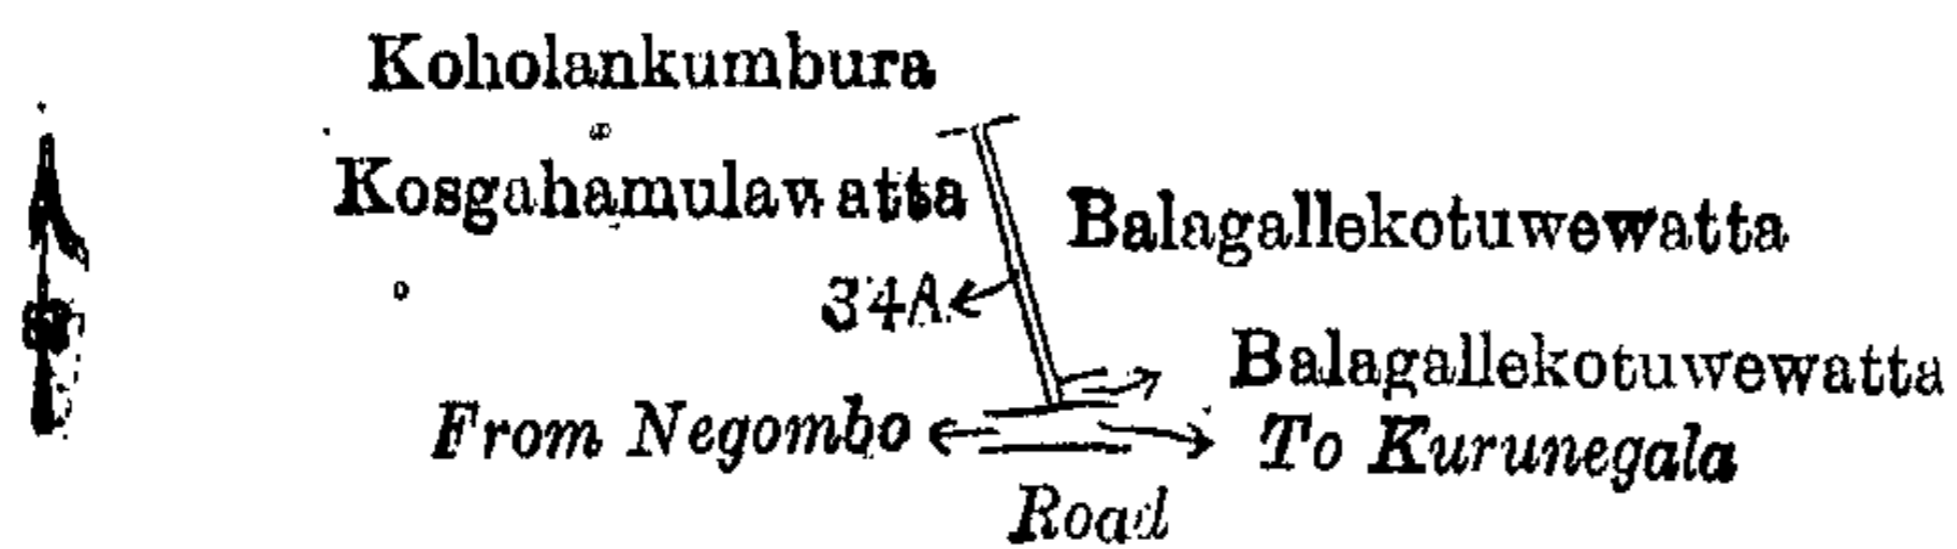 Koholankumbura
Kosgahamulawatta
Balagallekotuwewatta
34A
Balagallekotuwewatta
From Negombo
To Kurunegala
Road